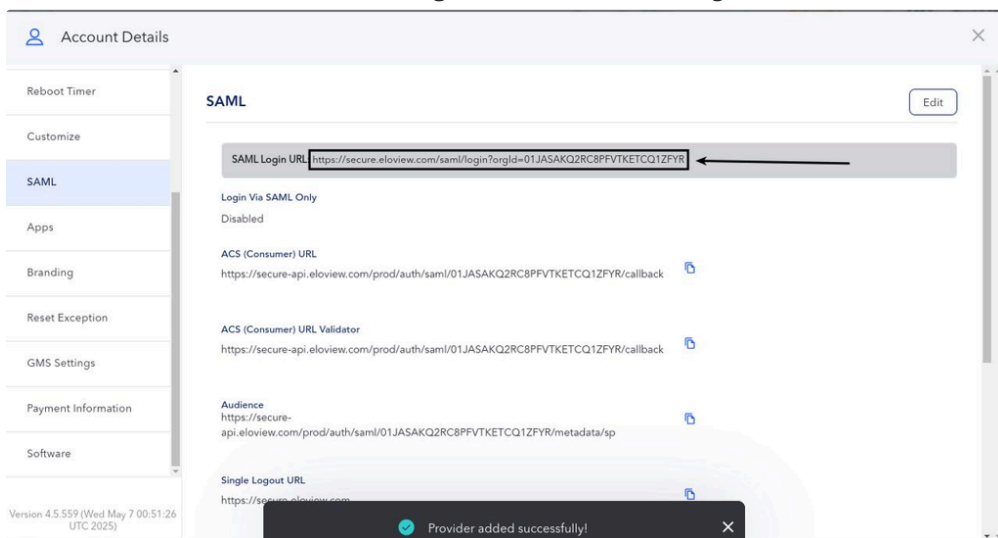 Account Details
Reboot Timer
Customize
SAML
Apps
Branding
Reset Exception
GMS Settings
Payment Information
Software
Version 4.5.559 (Wed May 7 00:51:26
UTC 2025)
SAML
Edit
SAML Login URL https://secure.eloview.com/saml/login?orgId=01JASAKQ2RC8PFVTKETCQ1ZFYR
Login Via SAML Only
Disabled
ACS (Consumer) URL
https://secure-api.eloview.com/prod/auth/saml/01JASAKQ2RC8PFVTKETCQ1ZFYR/callback
ACS (Consumer) URL Validator
https://secure-api.eloview.com/prod/auth/saml/01JASAKQ2RC8PFVTKETCQ1ZFYR/callback
Audience
https://secure-
api.eloview.com/prod/auth/saml/01JASAKQ2RC8PFVTKETCQ1ZFYR/metadata/sp
Single Logout URL
https://secure.eloview.com
Provider added successfully!